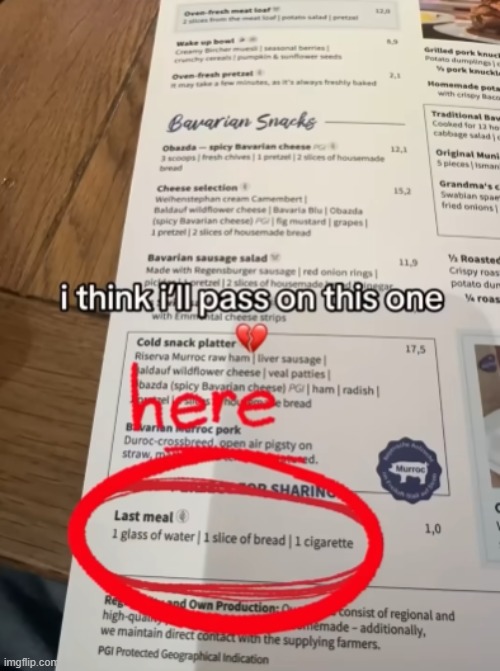 Oven-fresh meat loaf
2 slices from the meat loaf | potato salad | pretzel
12,6
Wake up bowl
8,9
Creamy Bircher muesli | seasonal berries |
crunchy cereals | pumpkin & sunflower seeds
Oven-fresh pretzel
2,1
It may take a few minutes, as it's always freshly baked
Bavarian Snacks
Obazda — spicy Bavarian cheese PGI
12,1
3 scoops | fresh chives | 1 pretzel | 2 slices of housemade
bread
Cheese selection
15,2
Weihenstephan cream Camembert |
Baldauf wildflower cheese | Bavaria Blu | Obazda
(spicy Bavarian cheese) PGI | fig mustard | grapes |
1 pretzel | 2 slices of housemade bread
Bavarian sausage salad
11,9
Made with Regensburger sausage | red onion rings |
pretzel | 2 slices of housemade
i think i'll pass on this one
with Emmental cheese strips
Cold snack platter
17,5
Riserva Murroc raw ham | liver sausage |
Baldauf wildflower cheese | veal patties |
Obazda (spicy Bavarian cheese) PGI | ham | radish |
here
bread
Bavarian Murroc pork
Duroc-crossbreed, open air pigsty on
straw,
Murroc
FOR SHARING
Last meal
1,0
1 glass of water | 1 slice of bread | 1 cigarette
and Own Production: consist of regional and
high-quality homemade – additionally,
we maintain direct contact with the supplying farmers.
PGI Protected Geographical Indication
Grilled pork
Potato dumplings |
½ pork
Homemade
with crispy
Traditional
Cooked for 12
cabbage salad |
Original
5 pieces |
Grandma's
Swabian
fried onions |
½ Roasted
Crispy
potato
¼
imgflip.com